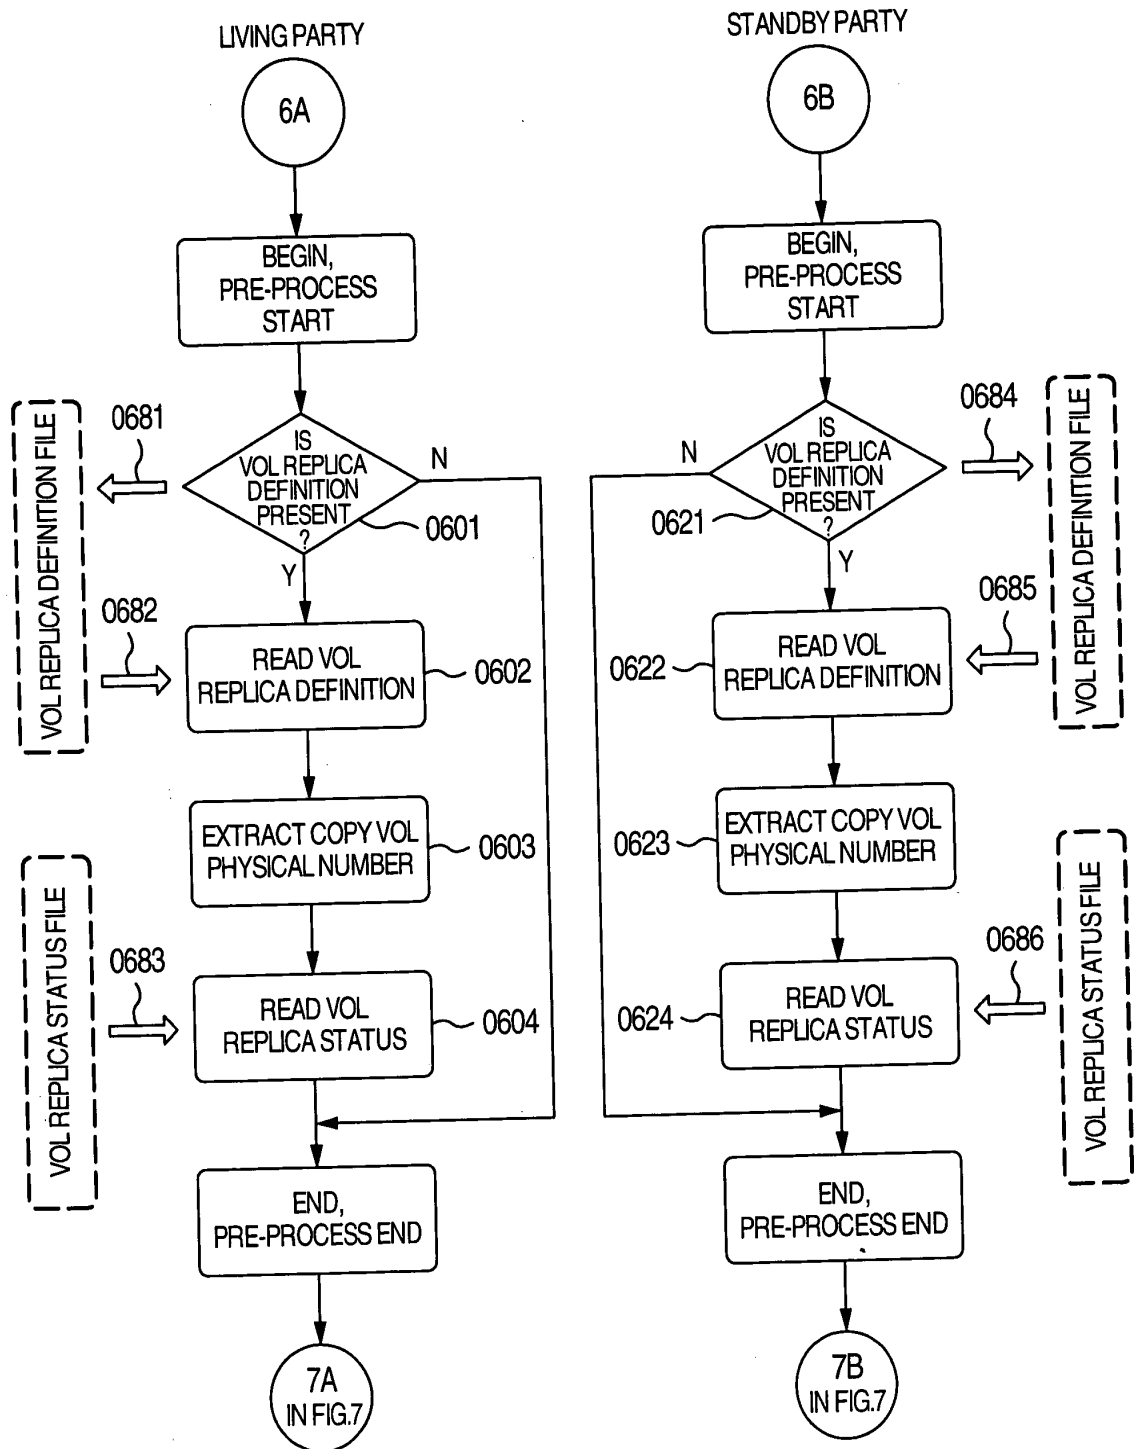 LIVING PARTY
6A
BEGIN,
PRE-PROCESS
START
0681
IS
VOL REPLICA
DEFINITION
PRESENT
?
N
0601
Y
VOL REPLICA DEFINITION FILE
0682
READ VOL
REPLICA DEFINITION
0602
EXTRACT COPY VOL
PHYSICAL NUMBER
0603
VOL REPLICA STATUS FILE
0683
READ VOL
REPLICA STATUS
0604
END,
PRE-PROCESS END
7A
IN FIG.7
STANDBY PARTY
6B
BEGIN,
PRE-PROCESS
START
0684
N
IS
VOL REPLICA
DEFINITION
PRESENT
?
0621
Y
VOL REPLICA DEFINITION FILE
0685
READ VOL
REPLICA DEFINITION
0622
EXTRACT COPY VOL
PHYSICAL NUMBER
0623
VOL REPLICA STATUS FILE
0686
READ VOL
REPLICA STATUS
0624
END,
PRE-PROCESS END
7B
IN FIG.7